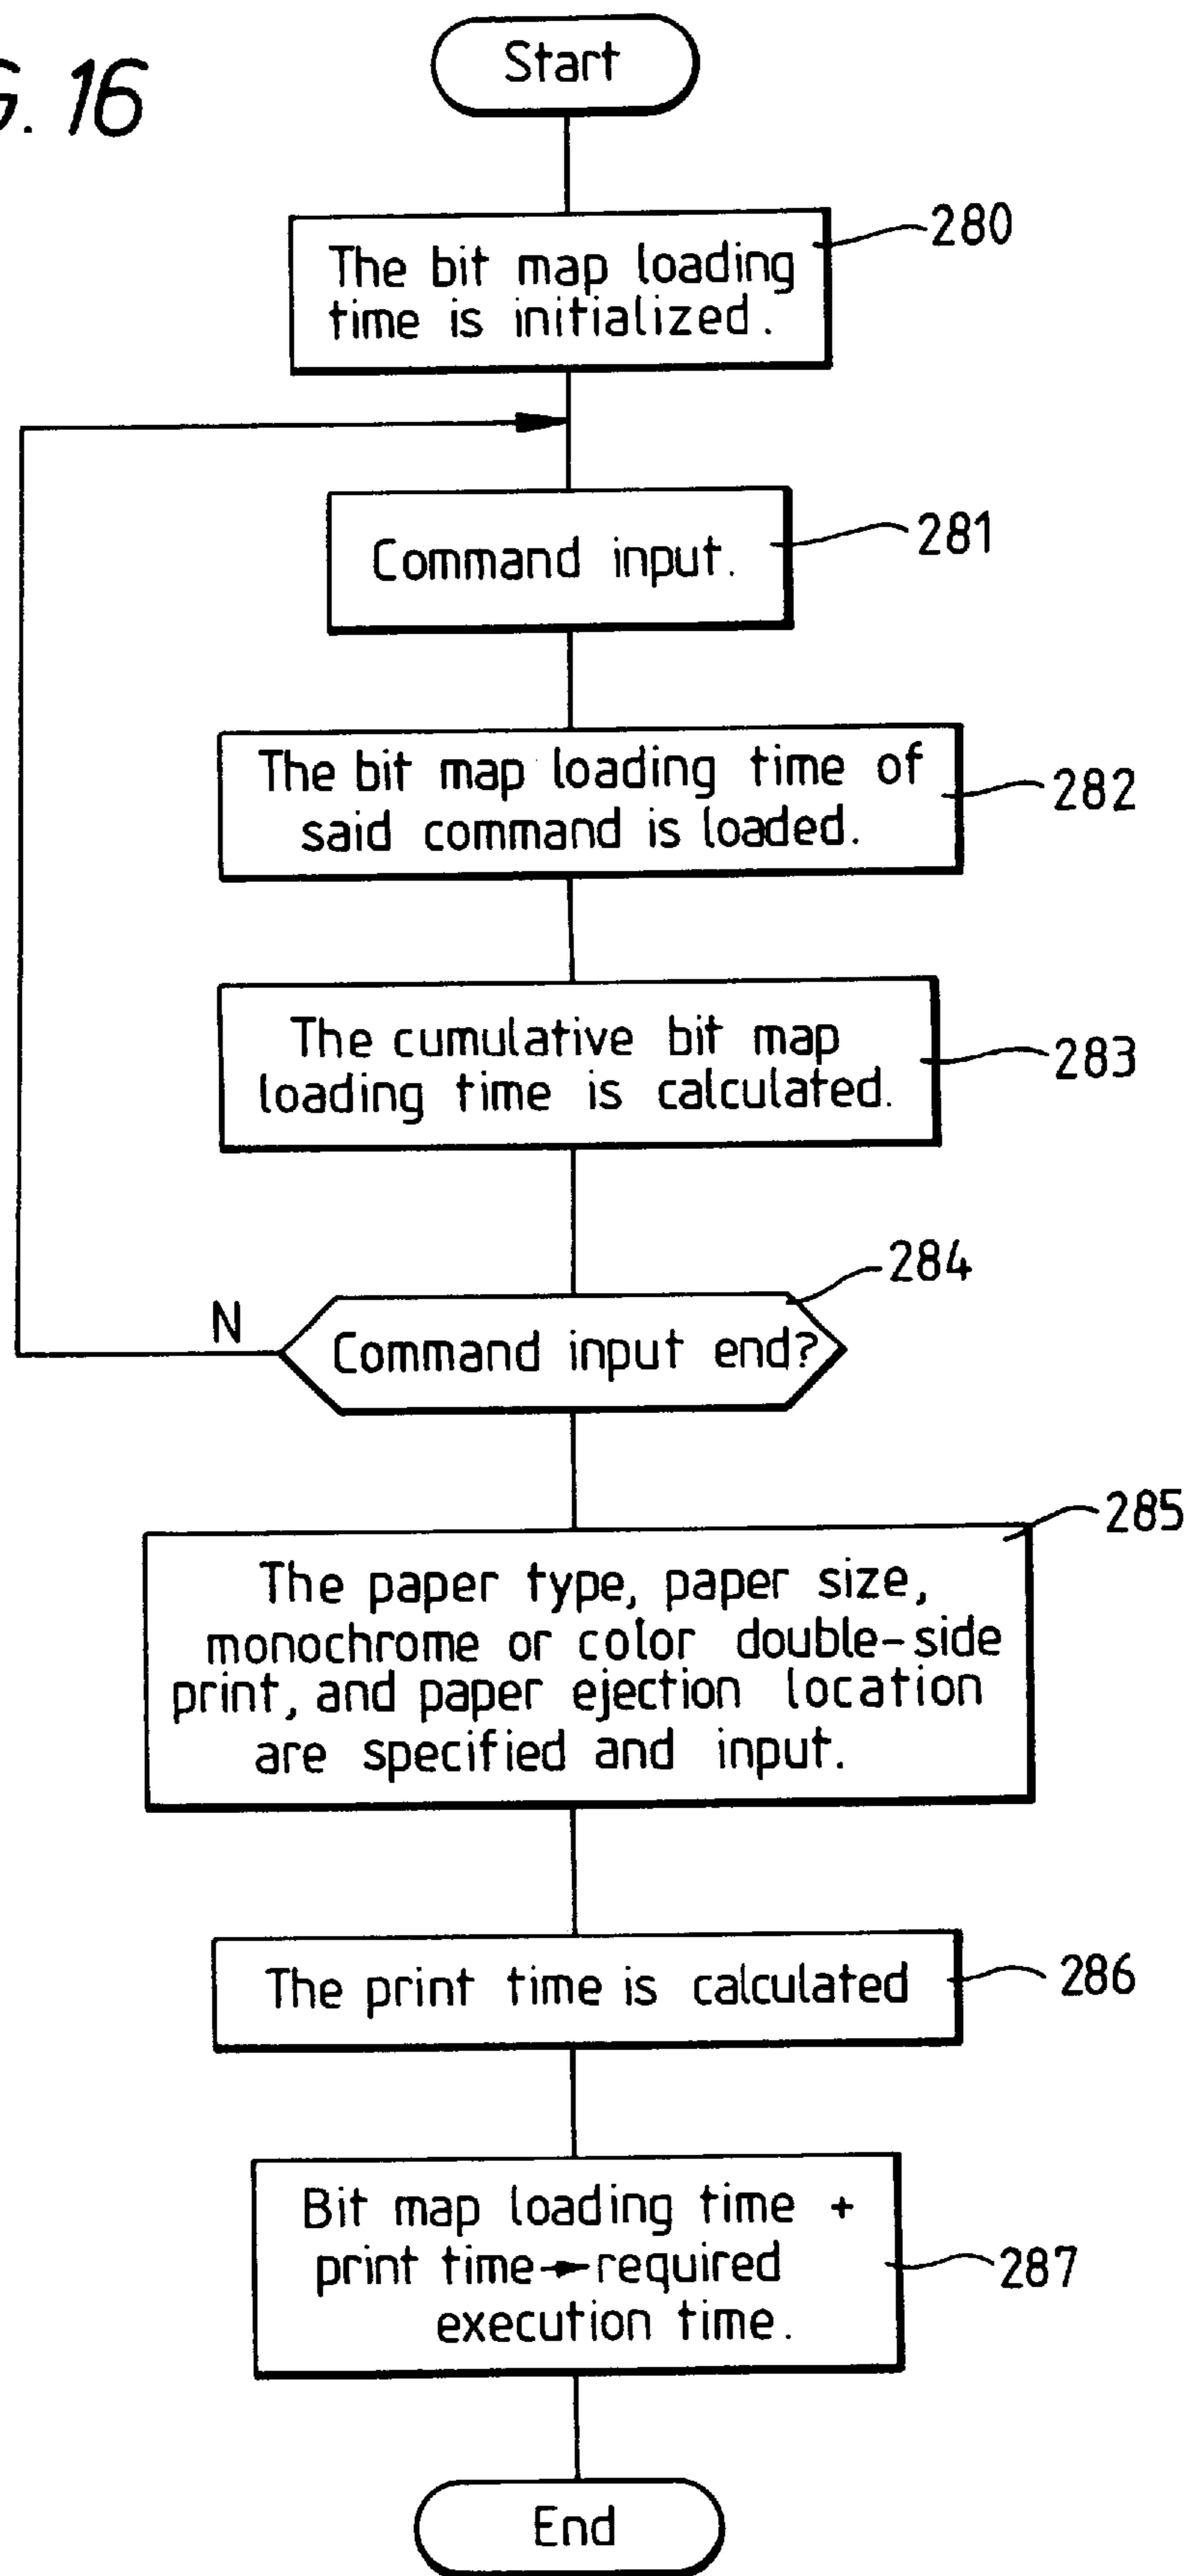 G. 16
Start
280
The bit map loading
time is initialized.
281
Command input.
282
The bit map loading time of
said command is loaded.
283
The cumulative bit map
loading time is calculated.
284
N
Command input end?
285
The paper type, paper size,
monochrome or color double-side
print, and paper ejection location
are specified and input.
286
The print time is calculated
287
Bit map loading time +
print time→required
execution time.
End